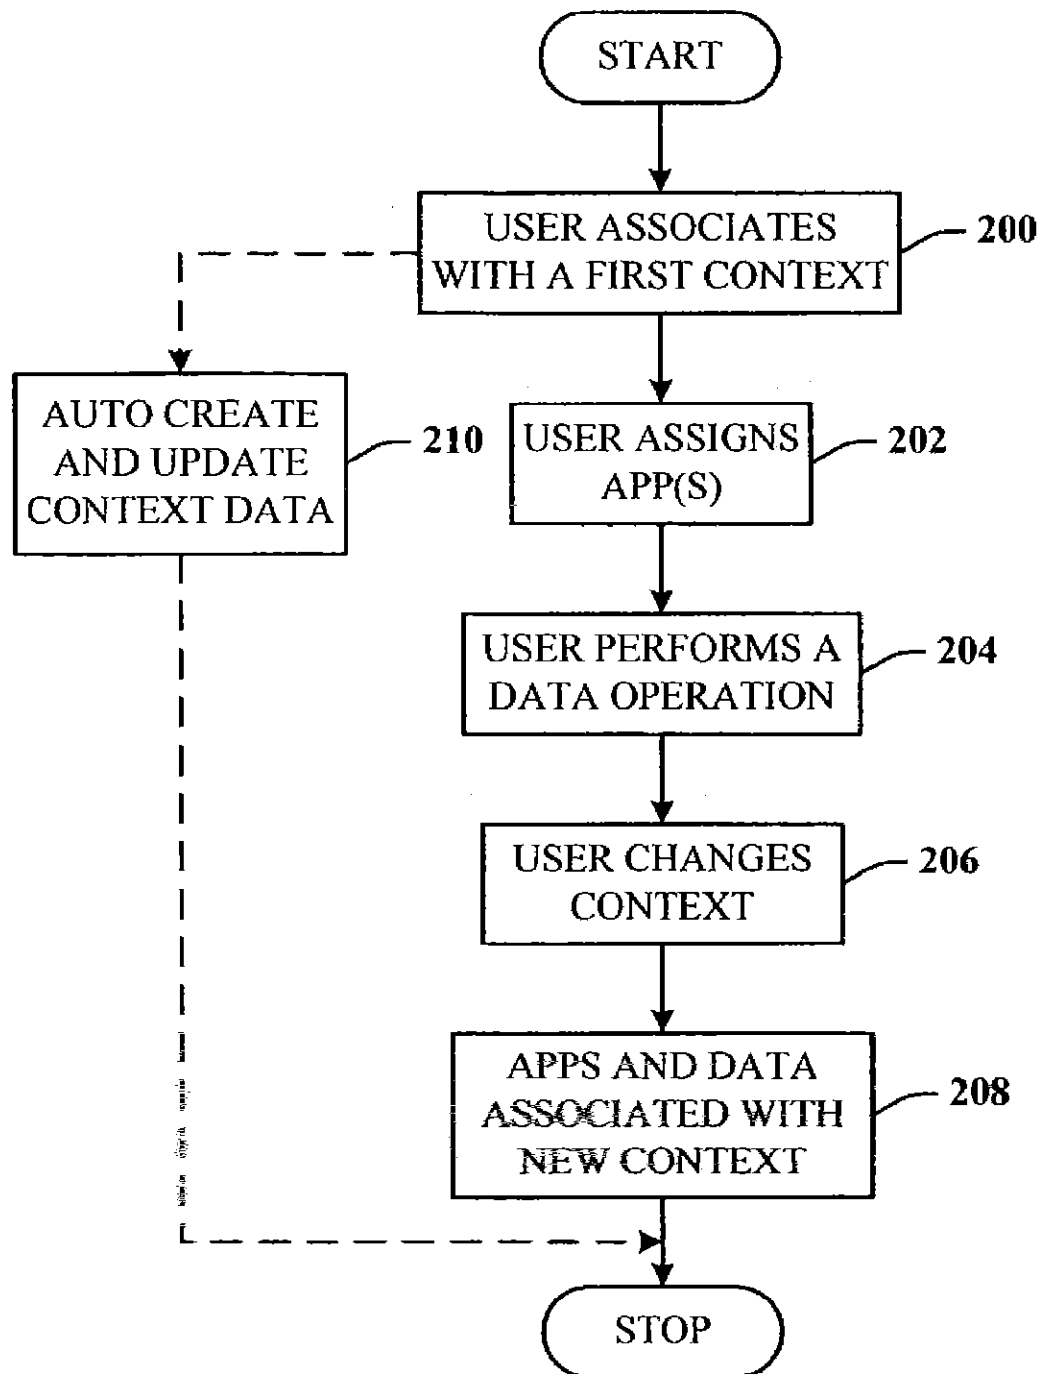 START
USER ASSOCIATES
WITH A FIRST CONTEXT
200
AUTO CREATE
AND UPDATE
CONTEXT DATA
210
USER ASSIGNS
APP(S)
202
USER PERFORMS A
DATA OPERATION
204
USER CHANGES
CONTEXT
206
APPS AND DATA
ASSOCIATED WITH
NEW CONTEXT
208
STOP